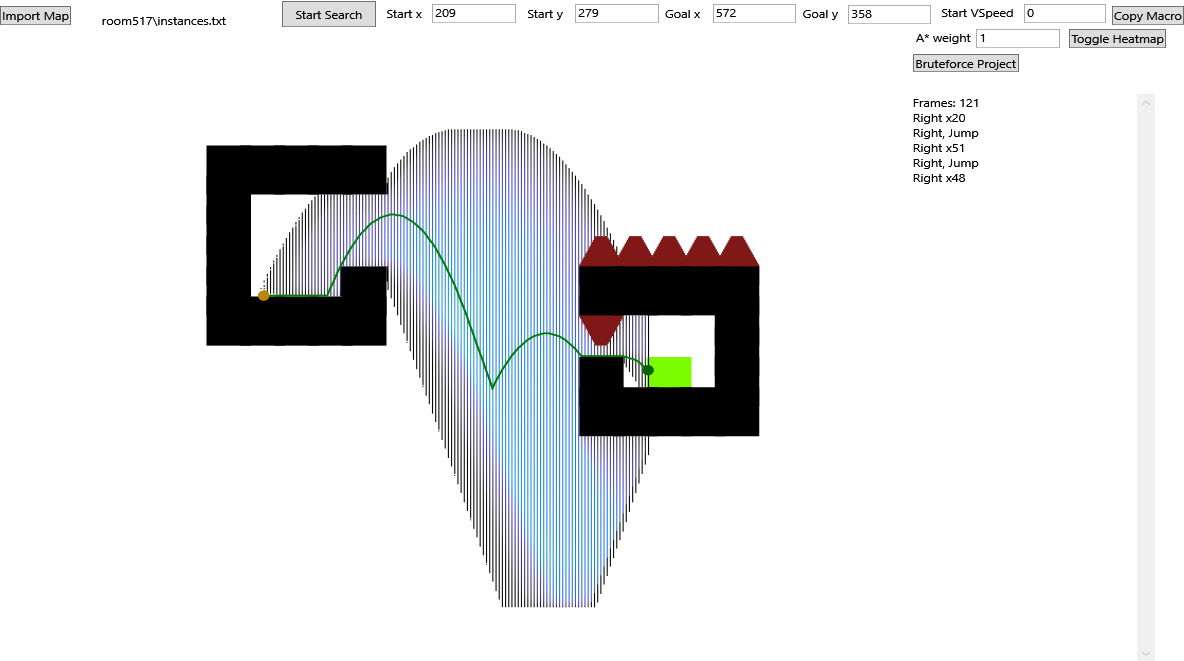 Import Map
room517\instances.txt
Start Search
Start x 209 Start y 279 Goal x 572 Goal y 358 Start VSpeed 0
Copy Macro
A* weight 1 Toggle Heatmap
Bruteforce Project
Frames: 121
Right x20
Right, Jump
Right x51
Right, Jump
Right x48